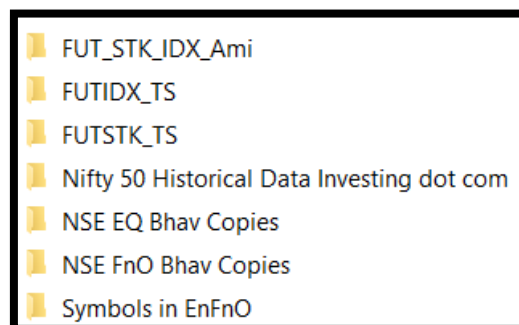 FUT_STK_IDX_Ami
FUTIDX_TS
FUTSTK_TS
Nifty 50 Historical Data Investing dot com
NSE EQ Bhav Copies
NSE FnO Bhav Copies
Symbols in EnFnO